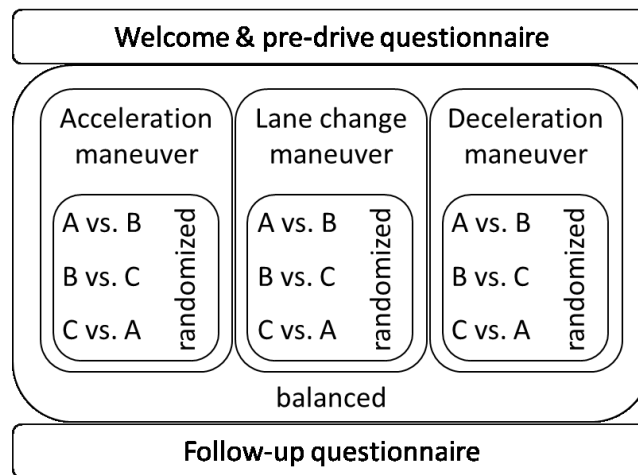 Welcome & pre-drive questionnaire
Acceleration
maneuver
A vs. B
B vs. C
C vs. A
randomized
Lane change
maneuver
A vs. B
B vs. C
C vs. A
randomized
Deceleration
maneuver
A vs. B
B vs. C
C vs. A
randomized
balanced
Follow-up questionnaire